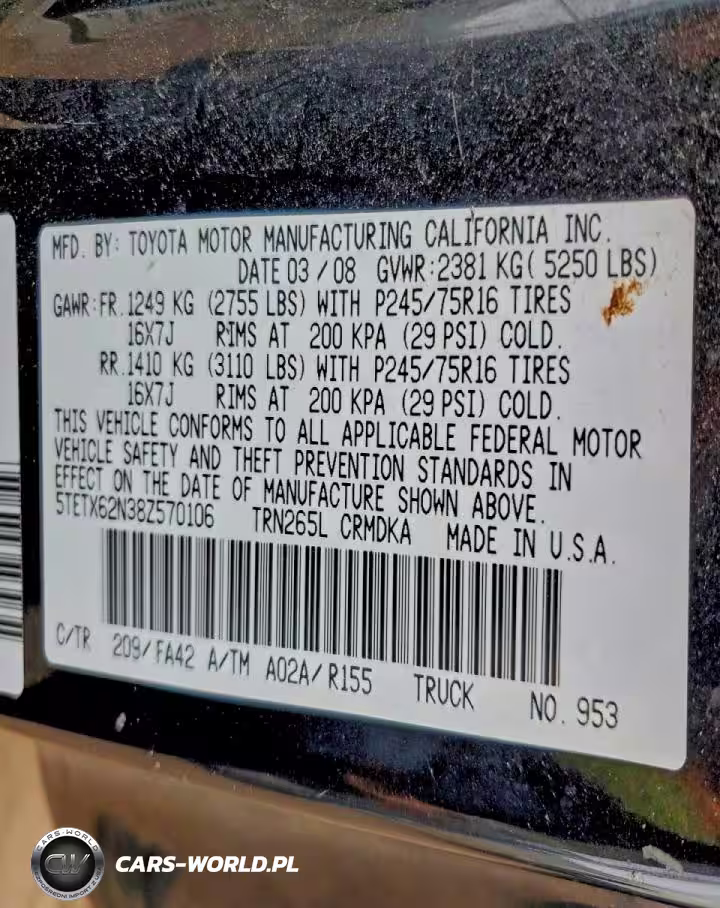 MFD. BY: TOYOTA MOTOR MANUFACTURING CALIFORNIA INC.
DATE 03/08 GVWR:2381 KG( 5250 LBS)
GAWR:FR.1249 KG (2755 LBS) WITH P245/75R16 TIRES
16X7J RIMS AT 200 KPA (29 PSI) COLD.
RR.1410 KG (3110 LBS) WITH P245/75R16 TIRES
16X7J RIMS AT 200 KPA (29 PSI) COLD.
THIS VEHICLE CONFORMS TO ALL APPLICABLE FEDERAL MOTOR
VEHICLE SAFETY AND THEFT PREVENTION STANDARDS IN
EFFECT ON THE DATE OF MANUFACTURE SHOWN ABOVE.
5TETX62N38Z570106 TRN265L CRMDKA MADE IN U.S.A.
C/TR 209/FA42 A/TM A02A/R155 TRUCK NO. 953
CARS-WORLD
CW
CARS-WORLD.PL